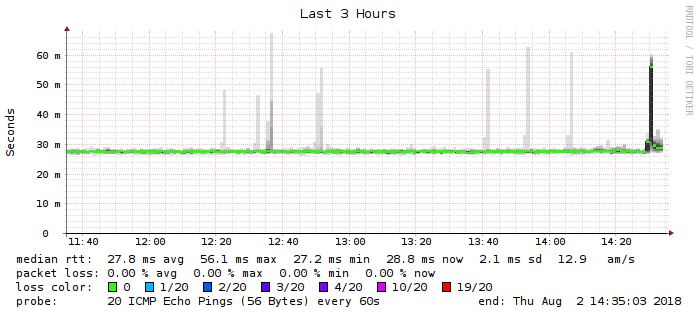 Last 3 Hours
RRDTOOL / TOBI OETIKER
Seconds
60 m
50 m
40 m
30 m
20 m
10 m
0
11:40 12:00 12:20 12:40 13:00 13:20 13:40 14:00 14:20
median rtt: 27.8 ms avg 56.1 ms max 27.2 ms min 28.8 ms now 2.1 ms sd 12.9 am/s
packet loss: 0.00 % avg 0.00 % max 0.00 % min 0.00 % now
loss color: 0 1/20 2/20 3/20 4/20 10/20 19/20
probe: 20 ICMP Echo Pings (56 Bytes) every 60s end: Thu Aug 2 14:35:03 2018